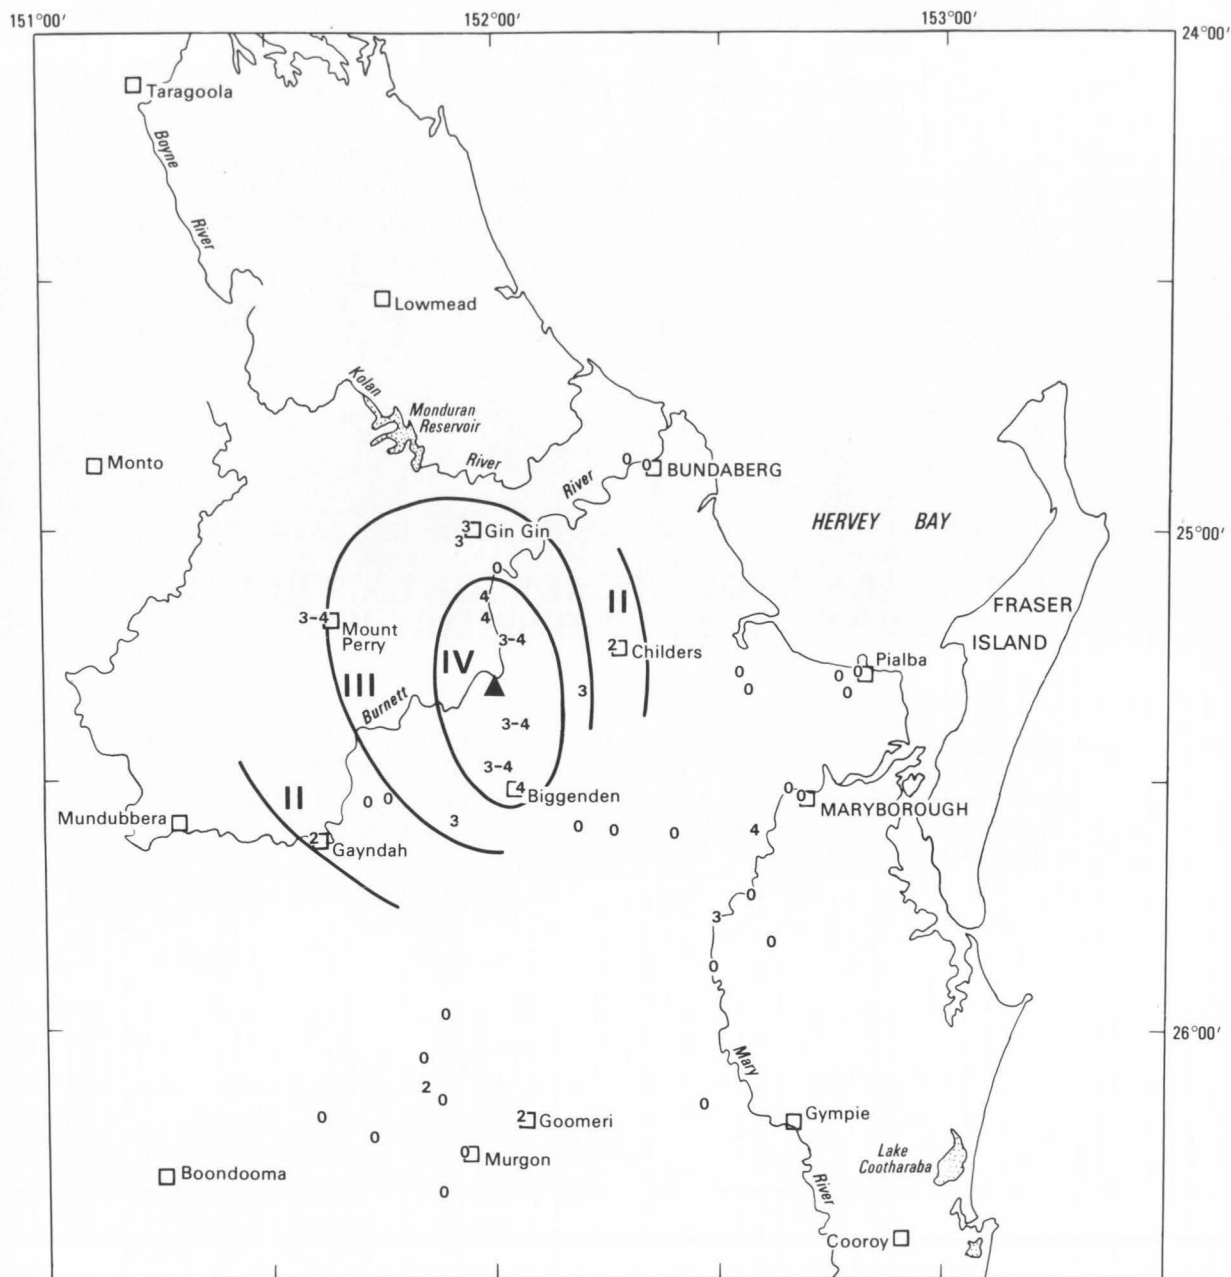 151°00′
152°00′
153°00′
24°00′
Taragoola
Boyne
River
Lowmead
Kolan
Monduran
Reservoir
River
Monto
River
0
0
BUNDABERG
HERVEY BAY
3
Gin Gin
3
25°00′
0
4
4
3-4
Mount
Perry
3-4
II
FRASER
ISLAND
2
Childers
0
Pialba
0
0
0
0
IV
III
Burnett
3
3-4
3-4
4
Biggenden
II
0
0
0
0
MARYBOROUGH
Mundubbera
2
Gayndah
3
0
0
0
4
0
3
0
0
0
26°00′
0
2
0
0
0
Mary
0
Gympie
2
Goomeri
0
Murgon
Lake
Cootharaba
Boondooma
0
River
Cooroy